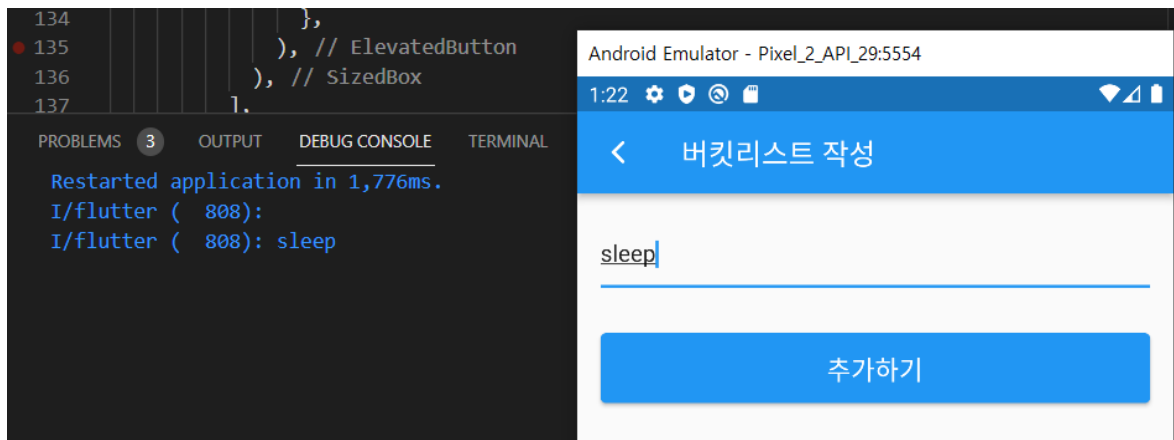 134 },
135 ), // ElevatedButton
136 ), // SizedBox
137 ],
PROBLEMS 3 OUTPUT DEBUG CONSOLE TERMINAL
Restarted application in 1,776ms.
I/flutter (  808):
I/flutter (  808): sleep
Android Emulator - Pixel_2_API_29:5554
1:22
버킷리스트 작성
sleep
추가하기